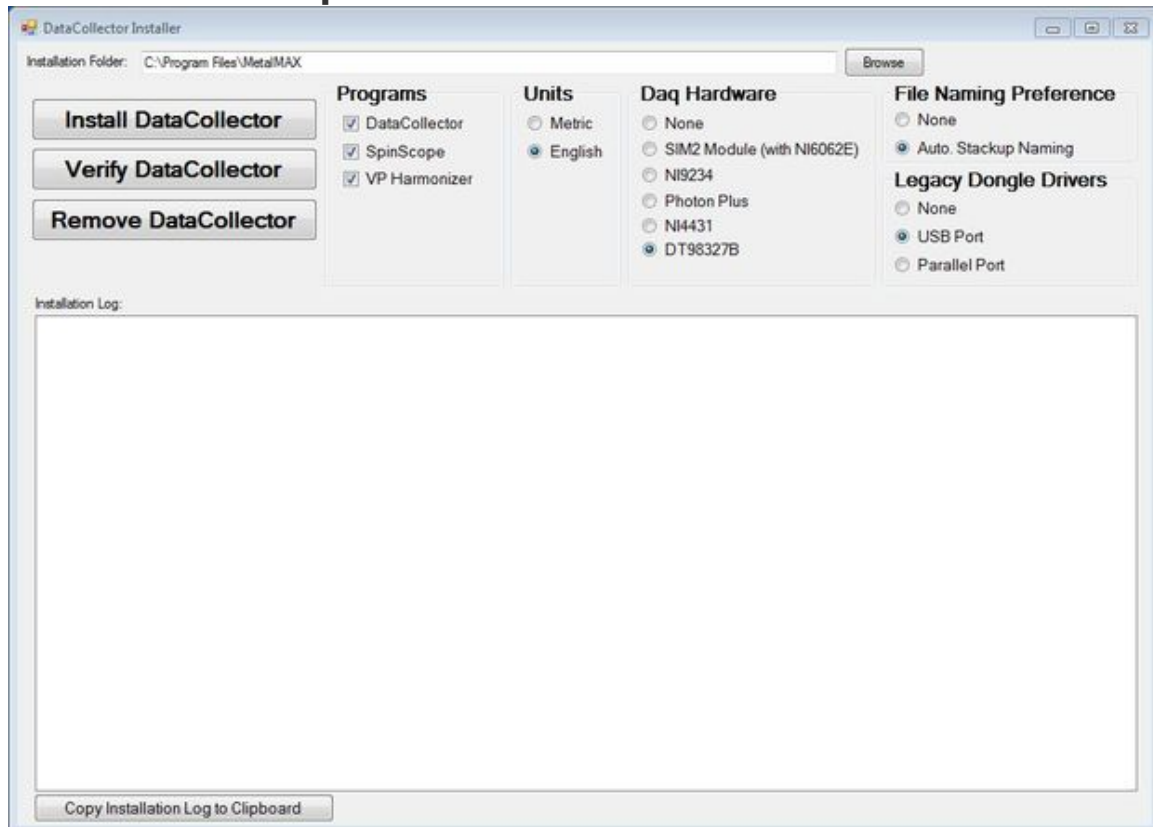 DataCollector Installer
Installation Folder: C:\Program Files\MetalMAX Browse
Install DataCollector
Verify DataCollector
Remove DataCollector
Programs
DataCollector
SpinScope
VP Harmonizer
Units
Metric
English
Daq Hardware
None
SIM2 Module (with NI6062E)
NI9234
Photon Plus
NI4431
DT98327B
File Naming Preference
None
Auto. Stackup Naming
Legacy Dongle Drivers
None
USB Port
Parallel Port
Installation Log:
Copy Installation Log to Clipboard